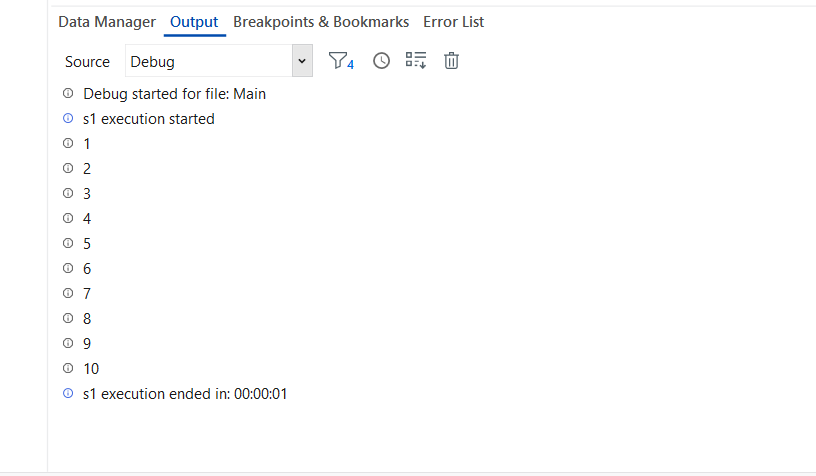 Data Manager Output Breakpoints & Bookmarks Error List
Source Debug 4
Debug started for file: Main
s1 execution started
1
2
3
4
5
6
7
8
9
10
s1 execution ended in: 00:00:01